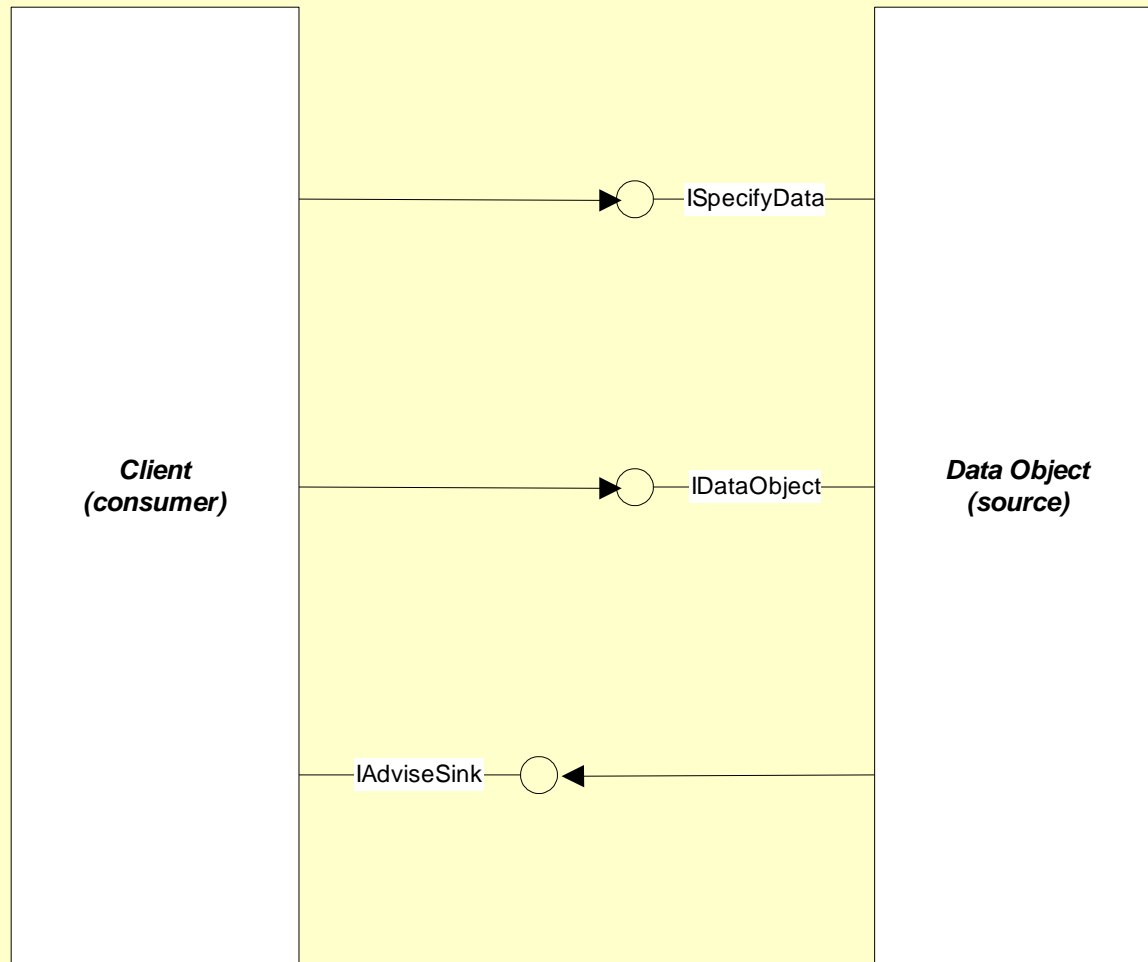 ISpecifyData
Client
(consumer)
IDataObject
Data Object
(source)
IAdviseSink